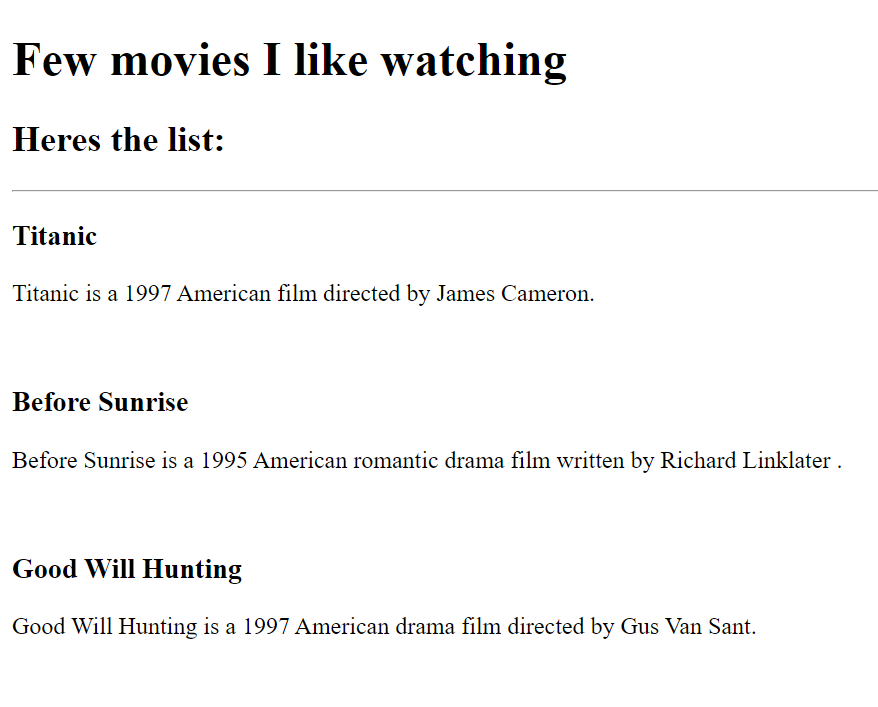 Few movies I like watching
Heres the list:
Titanic
Titanic is a 1997 American film directed by James Cameron.
Before Sunrise
Before Sunrise is a 1995 American romantic drama film written by Richard Linklater .
Good Will Hunting
Good Will Hunting is a 1997 American drama film directed by Gus Van Sant.